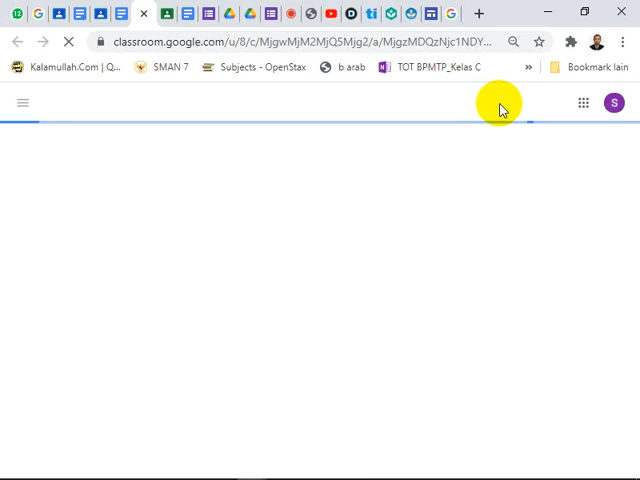 classroom.google.com/u/8/c/MjgwMjM2MjQ5Mjg2/a/MjgzMDQzNjc1NDY...
Kalamullah.Com | Q... SMAN 7 Subjects - OpenStax b arab TOT BPMTP_Kelas C » Bookmark lain
S